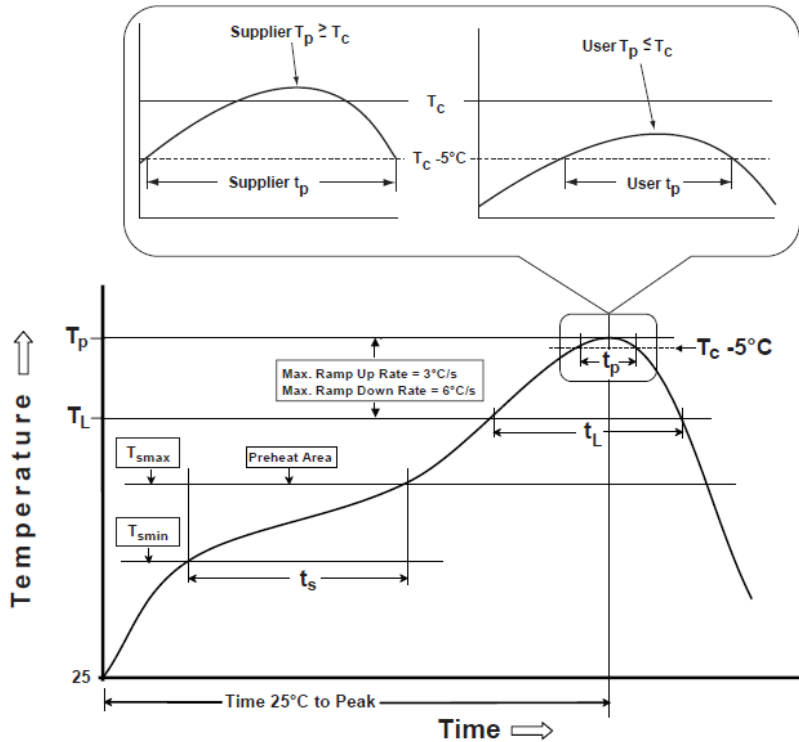 Supplier Tp ≥ Tc
User Tp ≤ Tc
Tc
Tc -5°C
Supplier tp
User tp
Tp
Tc -5°C
tp
Max. Ramp Up Rate = 3°C/s
Max. Ramp Down Rate = 6°C/s
TL
tL
Tsmax
Preheat Area
Tsmin
ts
Temperature
25
Time 25°C to Peak
Time